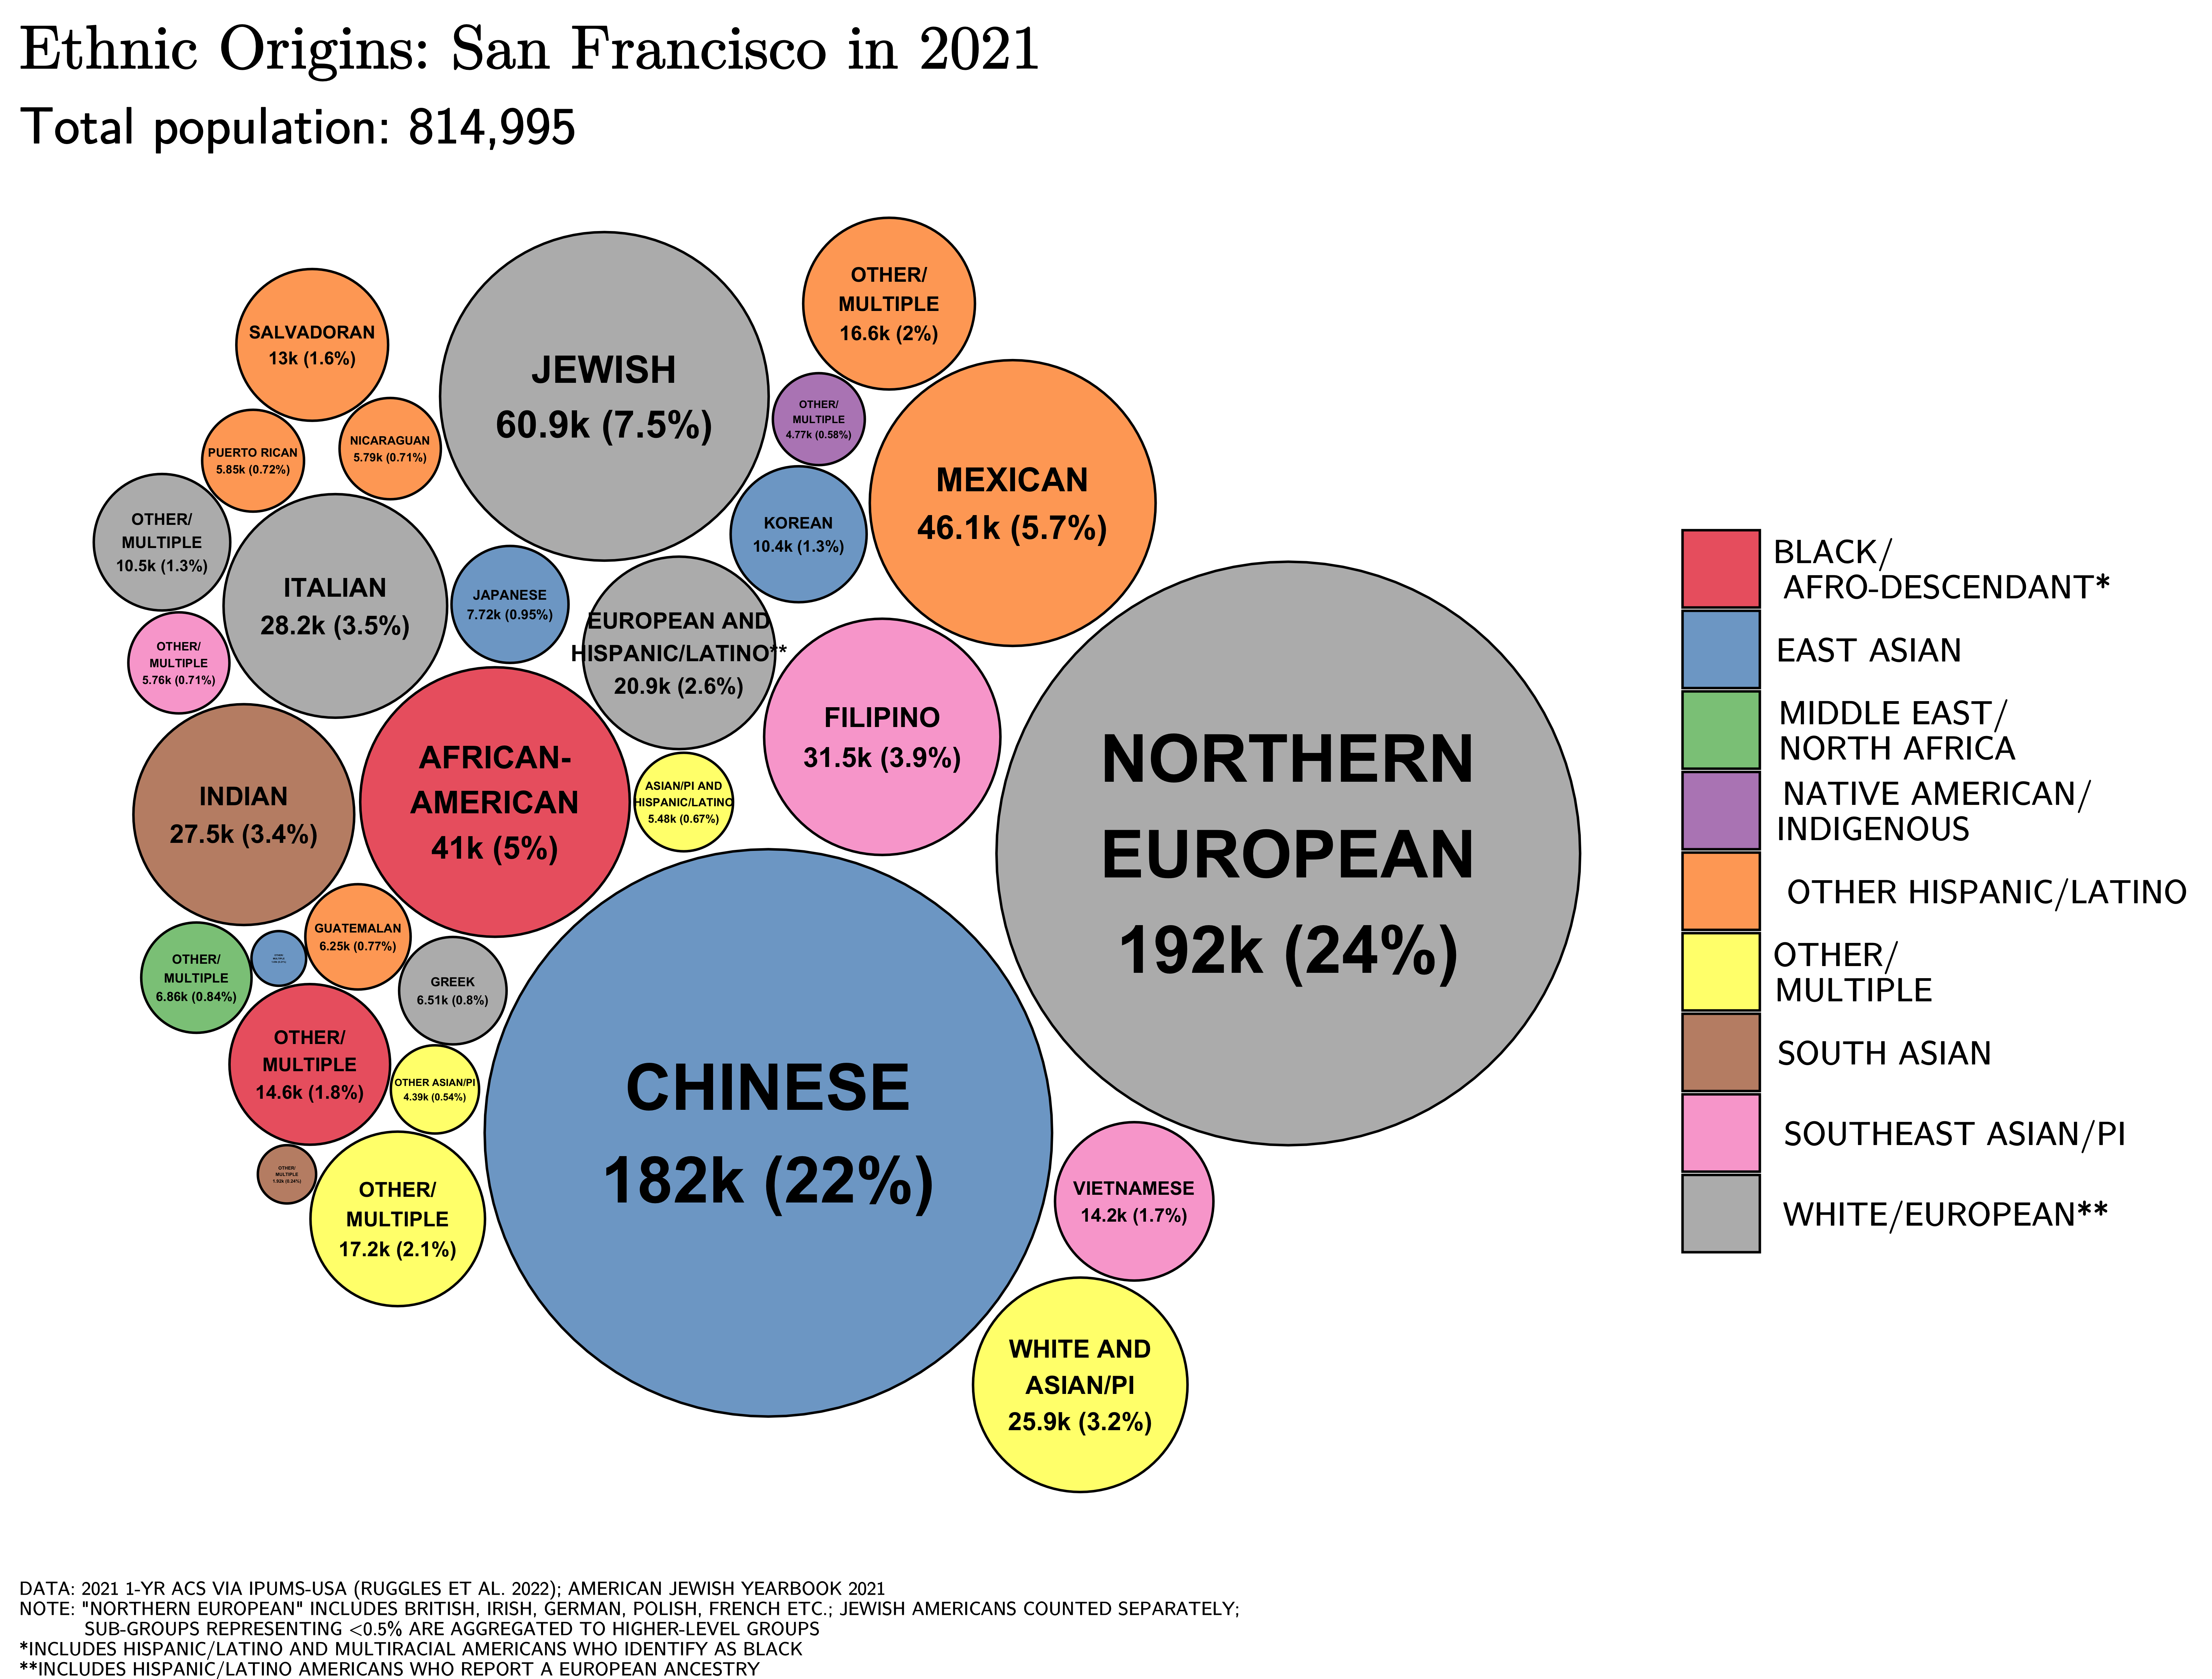 Ethnic Origins: San Francisco in 2021
Total population: 814,995
OTHER/
MULTIPLE
16.6k (2%)
SALVADORAN
13k (1.6%)
JEWISH
60.9k (7.5%)
OTHER/
MULTIPLE
4.77k (0.58%)
PUERTO RICAN
5.85k (0.72%)
NICARAGUAN
5.79k (0.71%)
MEXICAN
46.1k (5.7%)
OTHER/
MULTIPLE
10.5k (1.3%)
KOREAN
10.4k (1.3%)
ITALIAN
28.2k (3.5%)
JAPANESE
7.72k (0.95%)
EUROPEAN AND
HISPANIC/LATINO**
20.9k (2.6%)
OTHER/
MULTIPLE
5.76k (0.71%)
FILIPINO
31.5k (3.9%)
INDIAN
27.5k (3.4%)
AFRICAN-
AMERICAN
41k (5%)
ASIAN/PI AND
HISPANIC/LATINO
5.48k (0.67%)
NORTHERN
EUROPEAN
192k (24%)
GUATEMALAN
6.25k (0.77%)
OTHER/
MULTIPLE
6.86k (0.84%)
GREEK
6.51k (0.8%)
OTHER/
MULTIPLE
14.6k (1.8%)
OTHER ASIAN/PI
4.39k (0.54%)
CHINESE
182k (22%)
OTHER/
MULTIPLE
1.93k (0.24%)
OTHER/
MULTIPLE
17.2k (2.1%)
VIETNAMESE
14.2k (1.7%)
WHITE AND
ASIAN/PI
25.9k (3.2%)
BLACK/
AFRO-DESCENDANT*
EAST ASIAN
MIDDLE EAST/
NORTH AFRICA
NATIVE AMERICAN/
INDIGENOUS
OTHER HISPANIC/LATINO
OTHER/
MULTIPLE
SOUTH ASIAN
SOUTHEAST ASIAN/PI
WHITE/EUROPEAN**
DATA: 2021 1-YR ACS VIA IPUMS-USA (RUGGLES ET AL. 2022); AMERICAN JEWISH YEARBOOK 2021
NOTE: "NORTHERN EUROPEAN" INCLUDES BRITISH, IRISH, GERMAN, POLISH, FRENCH ETC.; JEWISH AMERICANS COUNTED SEPARATELY;
SUB-GROUPS REPRESENTING <0.5% ARE AGGREGATED TO HIGHER-LEVEL GROUPS
*INCLUDES HISPANIC/LATINO AND MULTIRACIAL AMERICANS WHO IDENTIFY AS BLACK
**INCLUDES HISPANIC/LATINO AMERICANS WHO REPORT A EUROPEAN ANCESTRY